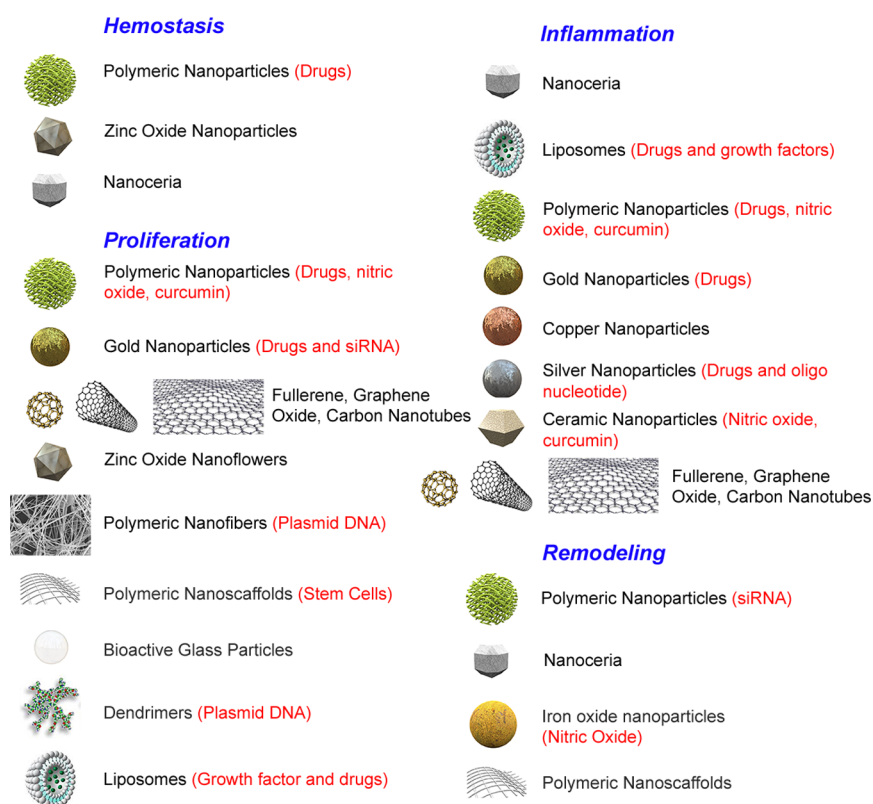 Hemostasis
Polymeric Nanoparticles (Drugs)
Zinc Oxide Nanoparticles
Nanoceria
Proliferation
Polymeric Nanoparticles (Drugs, nitric
oxide, curcumin)
Gold Nanoparticles (Drugs and siRNA)
Fullerene, Graphene
Oxide, Carbon Nanotubes
Zinc Oxide Nanoflowers
Polymeric Nanofibers (Plasmid DNA)
Polymeric Nanoscaffolds (Stem Cells)
Bioactive Glass Particles
Dendrimers (Plasmid DNA)
Liposomes (Growth factor and drugs)
Inflammation
Nanoceria
Liposomes (Drugs and growth factors)
Polymeric Nanoparticles (Drugs, nitric
oxide, curcumin)
Gold Nanoparticles (Drugs)
Copper Nanoparticles
Silver Nanoparticles (Drugs and oligo
nucleotide)
Ceramic Nanoparticles (Nitric oxide,
curcumin)
Fullerene, Graphene
Oxide, Carbon Nanotubes
Remodeling
Polymeric Nanoparticles (siRNA)
Nanoceria
Iron oxide nanoparticles
(Nitric Oxide)
Polymeric Nanoscaffolds